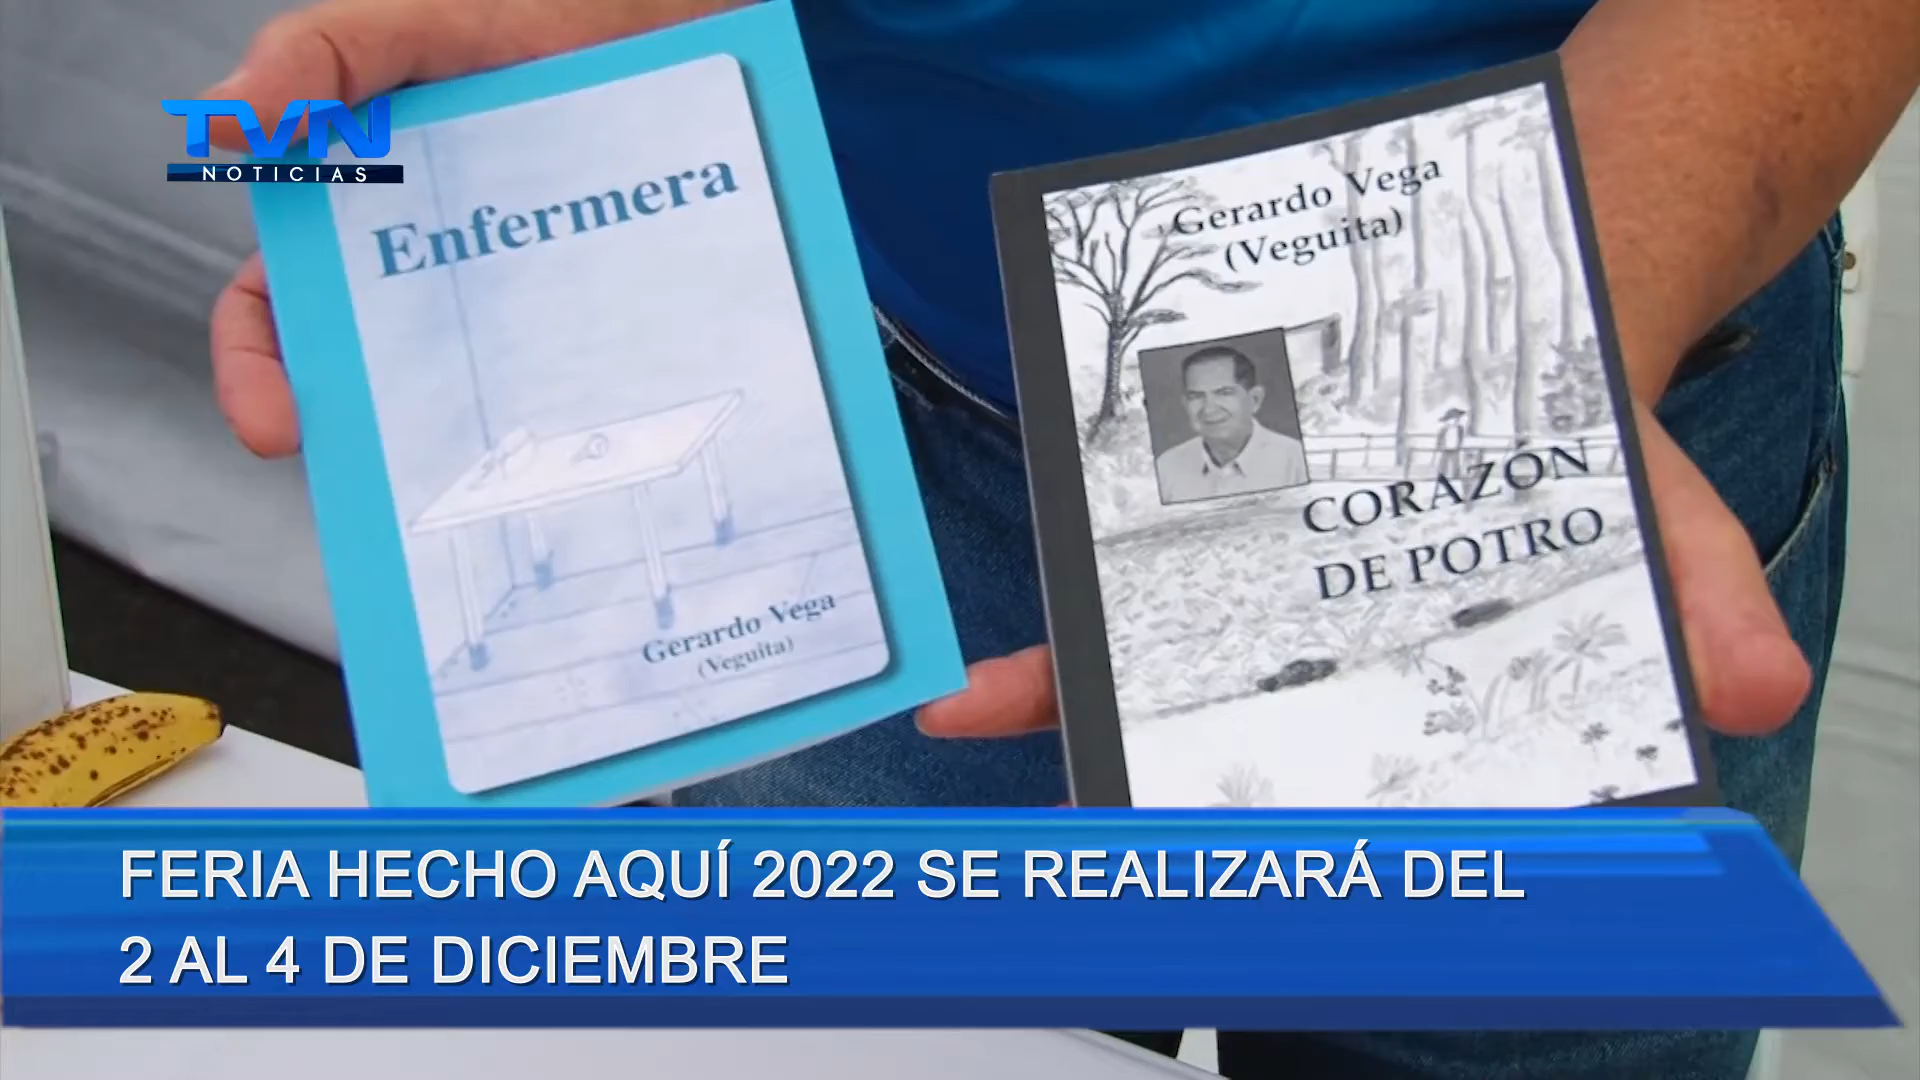 TVN
NOTICIAS
Enfermera
Gerardo Vega
(Veguita)
Gerardo Vega
(Veguita)
CORAZÓN
DE POTRO
FERIA HECHO AQUÍ 2022 SE REALIZARÁ DEL
2 AL 4 DE DICIEMBRE